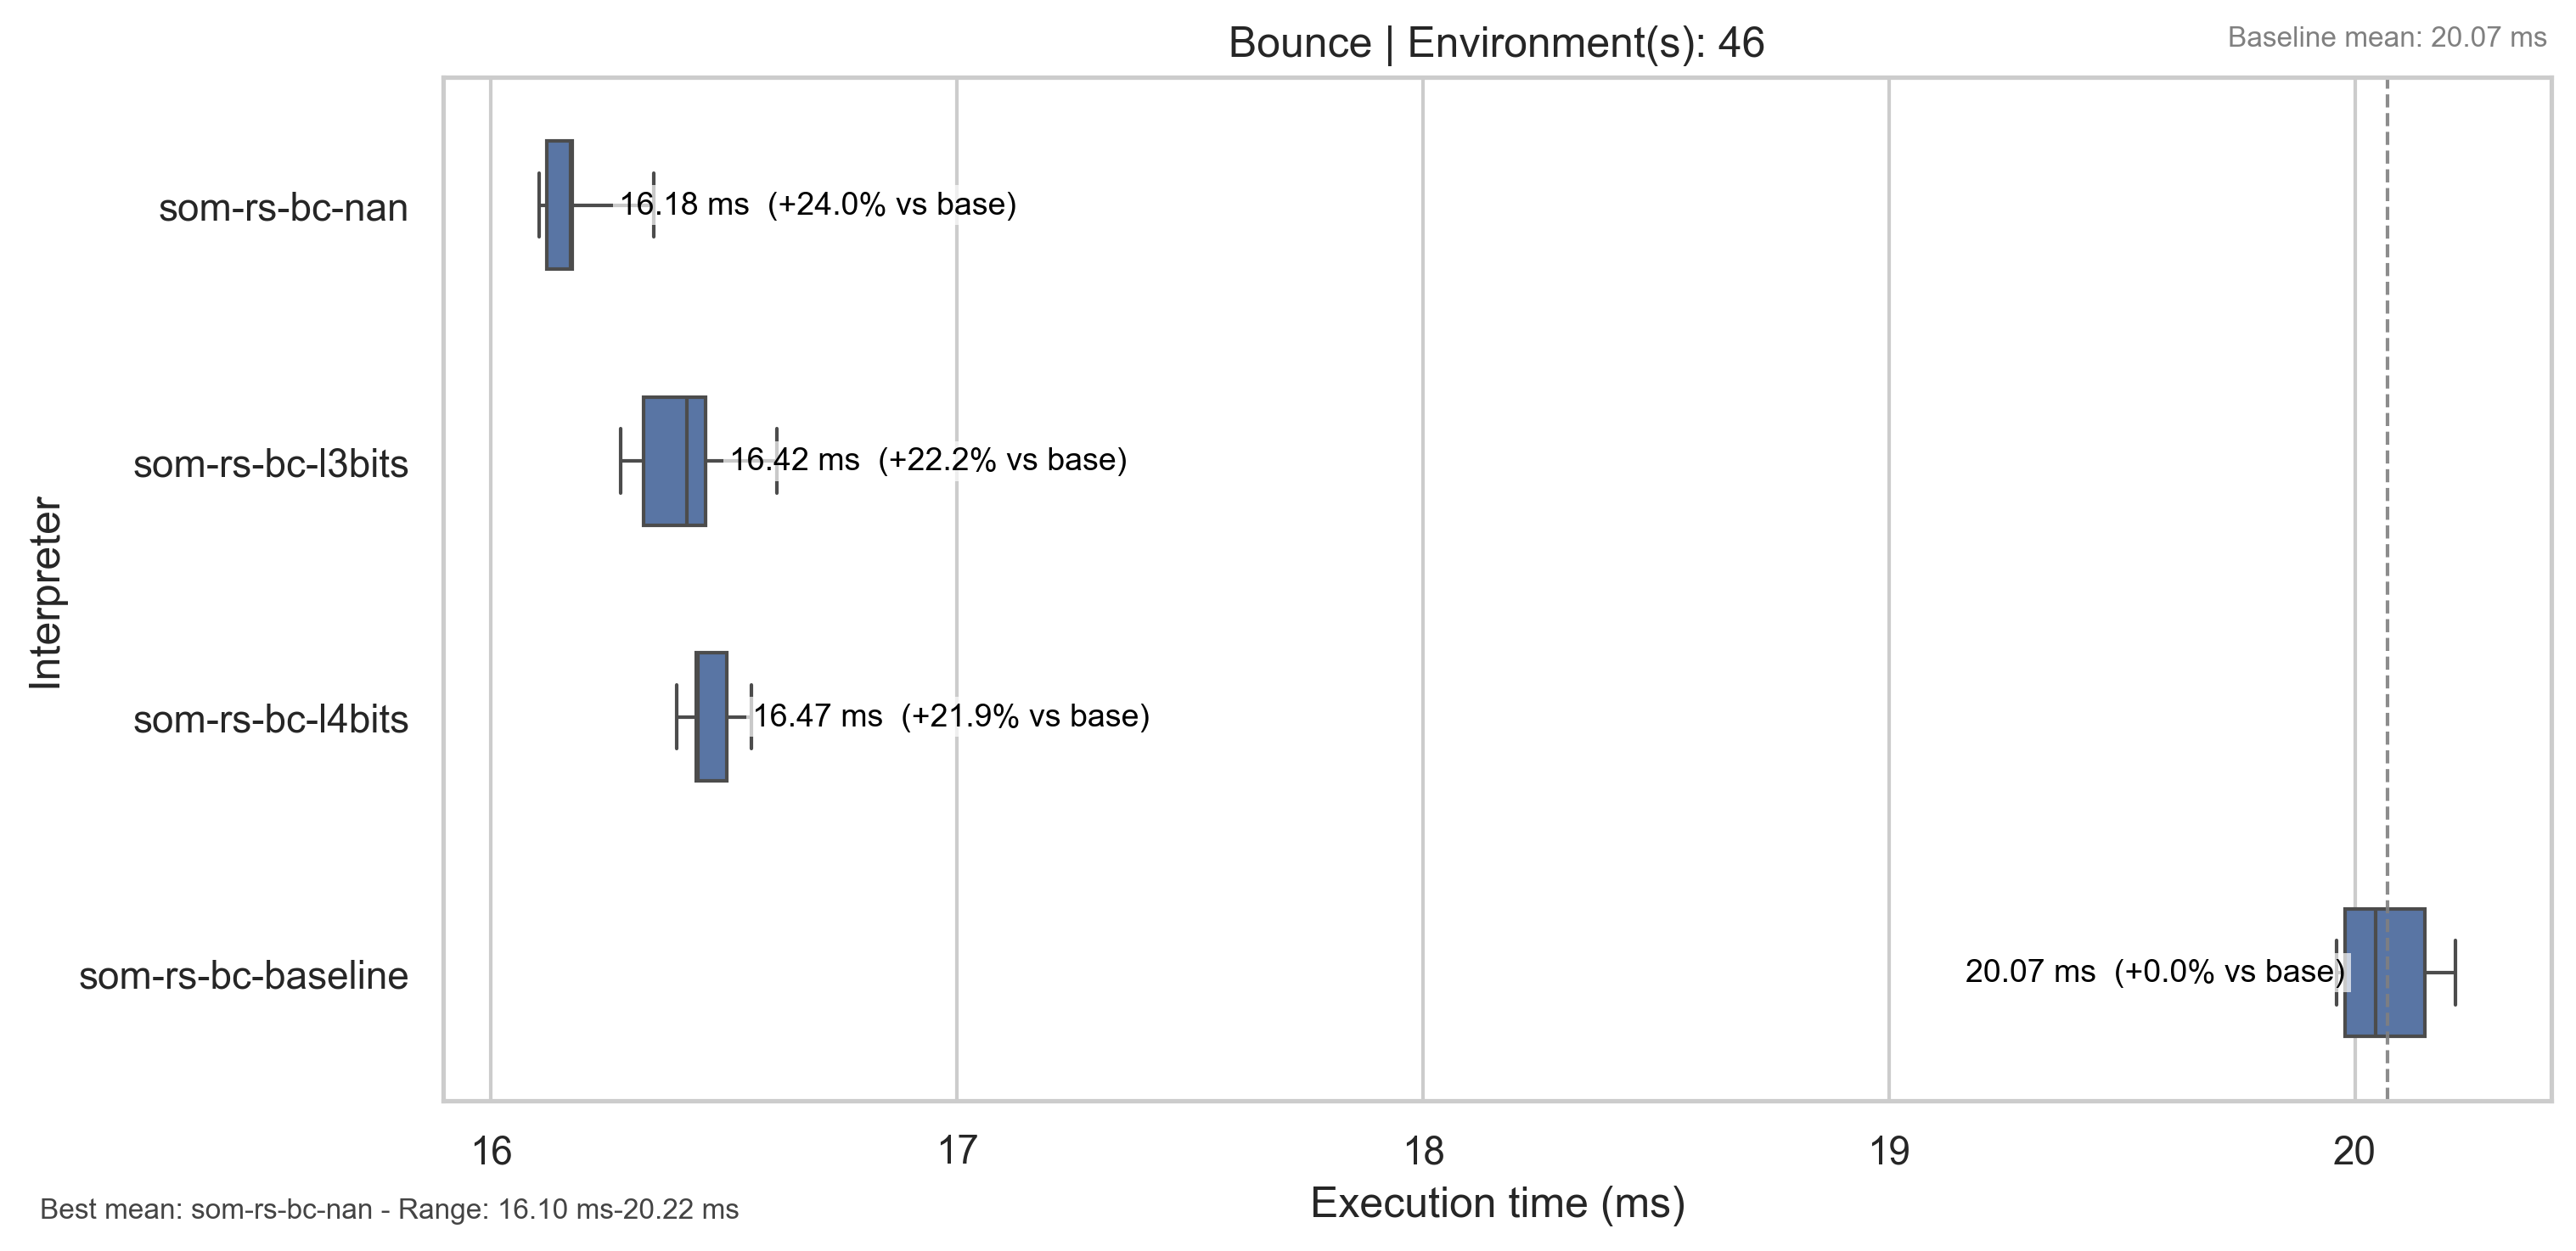 Bounce | Environment(s): 46
Baseline mean: 20.07 ms
Interpreter
som-rs-bc-nan
16.18 ms (+24.0% vs base)
som-rs-bc-l3bits
16.42 ms (+22.2% vs base)
som-rs-bc-l4bits
16.47 ms (+21.9% vs base)
som-rs-bc-baseline
20.07 ms (+0.0% vs base)
16 17 18 19 20
Execution time (ms)
Best mean: som-rs-bc-nan - Range: 16.10 ms-20.22 ms